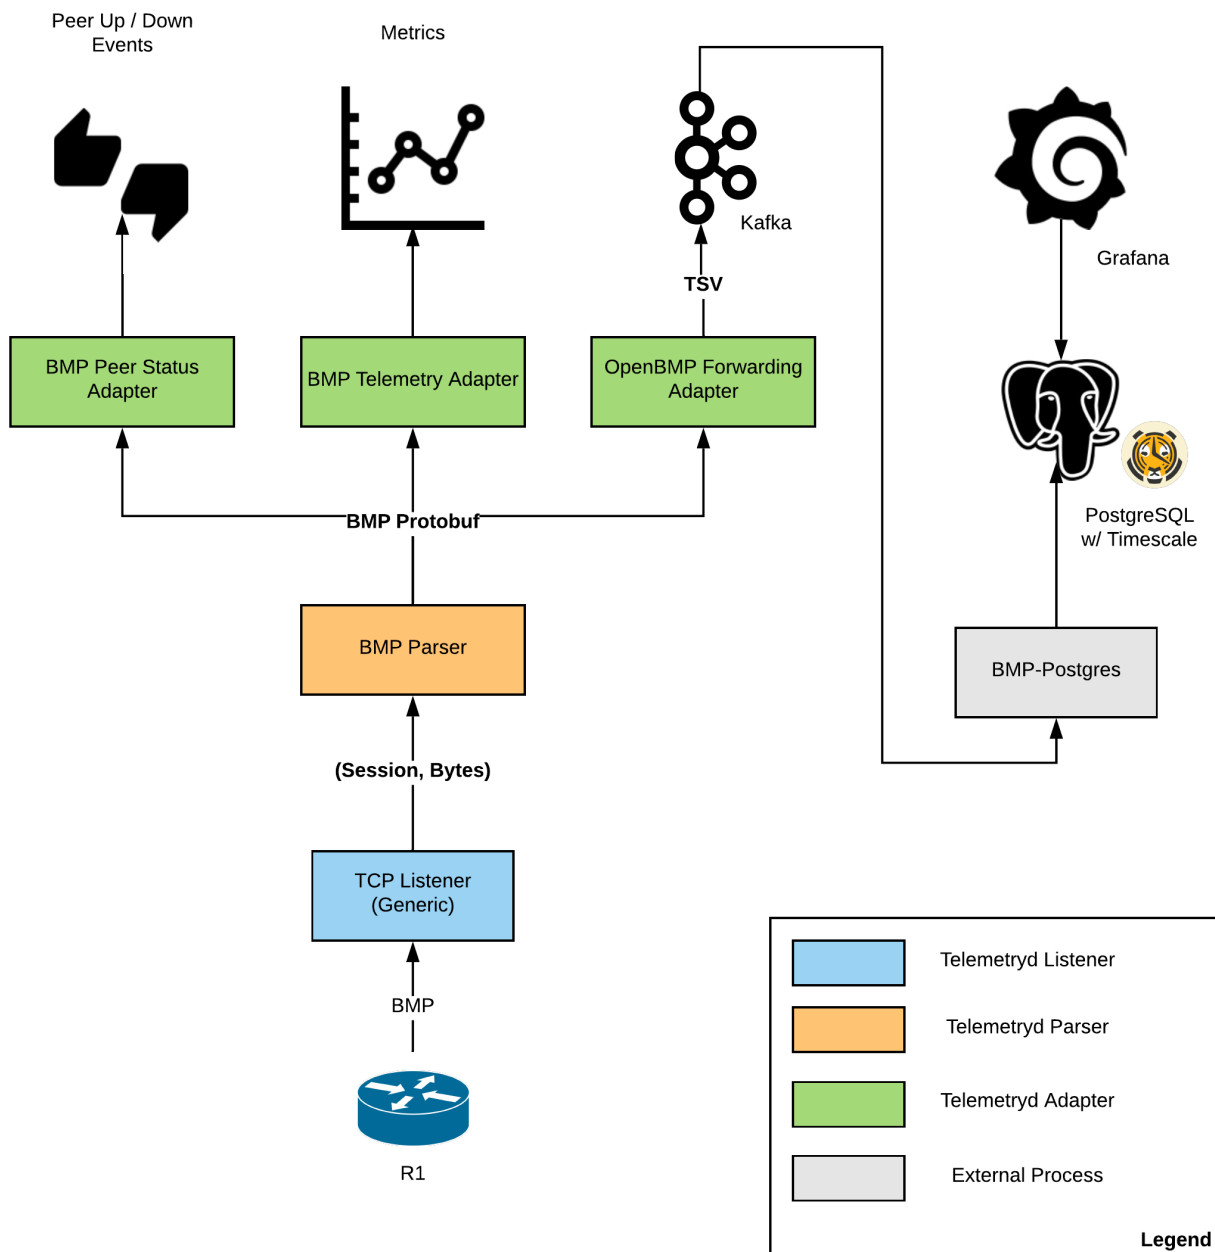 Peer Up / Down
Events
Metrics
Kafka
Grafana
TSV
BMP Peer Status
Adapter
BMP Telemetry Adapter
OpenBMP Forwarding
Adapter
BMP Protobuf
PostgreSQL
w/ Timescale
BMP Parser
BMP-Postgres
(Session, Bytes)
TCP Listener
(Generic)
BMP
R1
Telemetryd Listener
Telemetryd Parser
Telemetryd Adapter
External Process
Legend